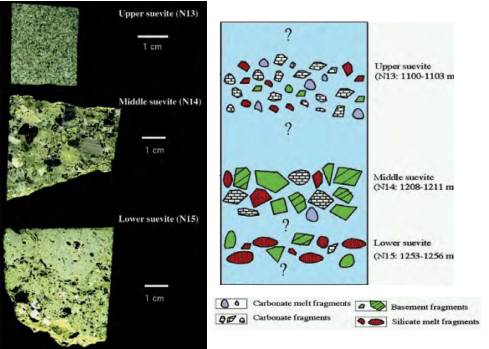 Upper suevite (N13)
1 cm
Middle suevite (N14)
1 cm
Lower suevite (N15)
1 cm
?
Upper suevite
(N13: 1100-1103 m
?
Middle suevite
(N14: 1208-1211 m
?
Lower suevite
(N15: 1253-1256 m
?
Carbonate melt fragments
Basement fragments
Carbonate fragments
Silicate melt fragments